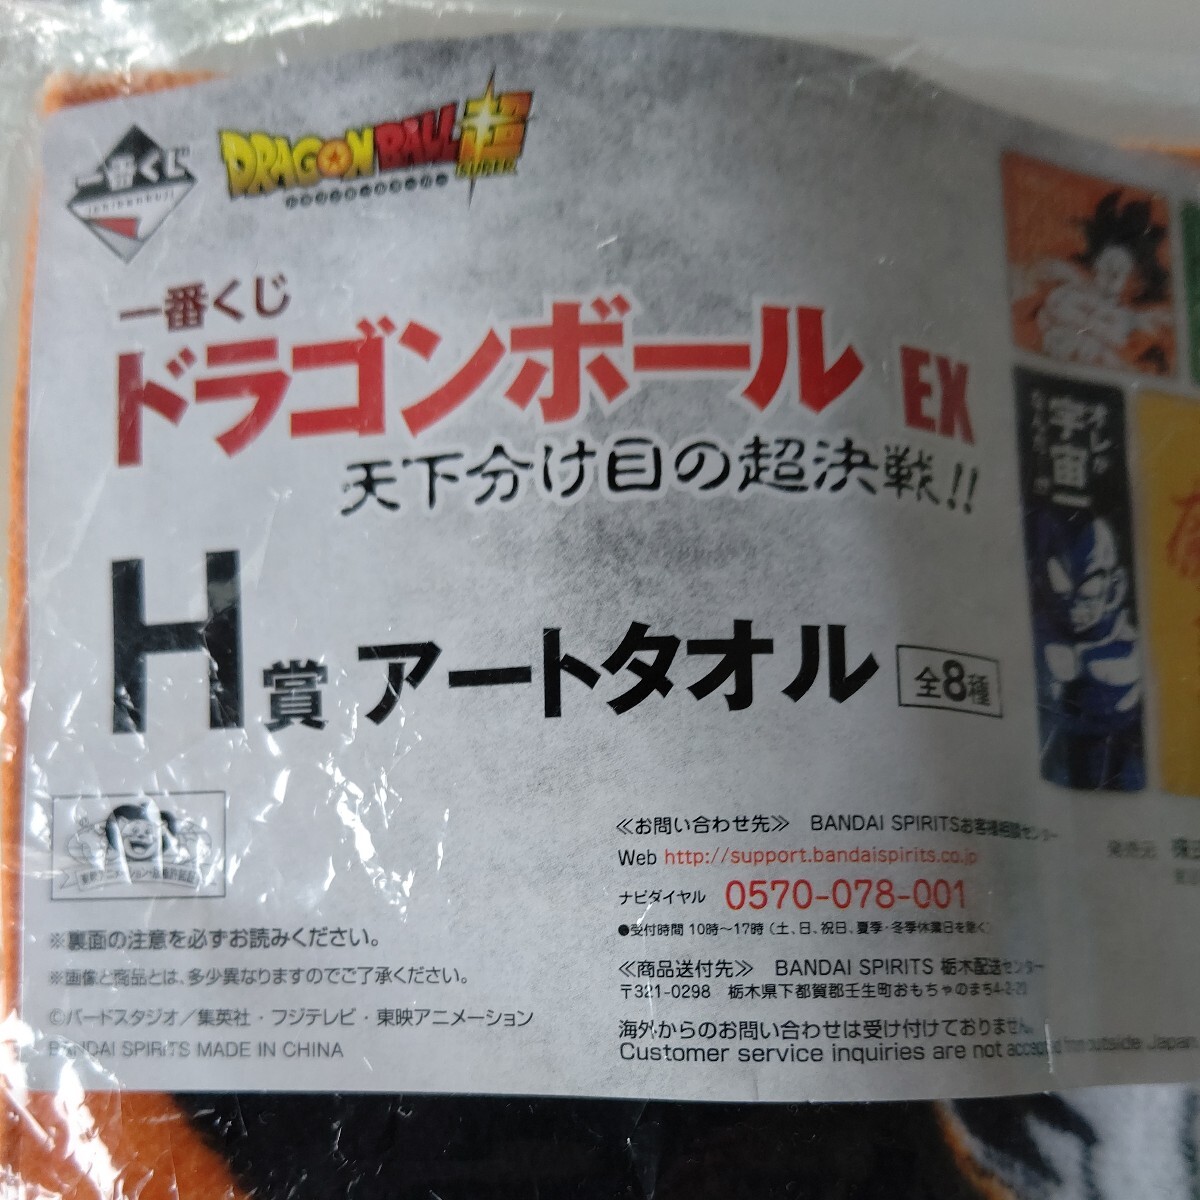 一番くじ
ICHIBANKUJI
DRAGON BALL超
SUPER
一番くじ
ドラゴンボール EX
天下分け目の超決戦!!
H賞 アートタオル 全8種
オレが
宇宙一
≪お問い合わせ先≫ BANDAI SPIRITSお客様相談センター
Web http://support.bandaispirits.co.jp
ナビダイヤル 0570-078-001
●受付時間 10時〜17時(土、日、祝日、夏季・冬季休業日を除く)
発売元
≪商品送付先≫ BANDAI SPIRITS 栃木配送センター
〒321-0298 栃木県下都賀郡壬生町おもちゃのまち4-2-20
海外からのお問い合わせは受け付けておりません。
Customer service inquiries are not accepted from outside Japan.
※裏面の注意を必ずお読みください。
※画像と商品とは、多少異なりますのでご了承ください。
©バードスタジオ/集英社・フジテレビ・東映アニメーション
BANDAI SPIRITS MADE IN CHINA